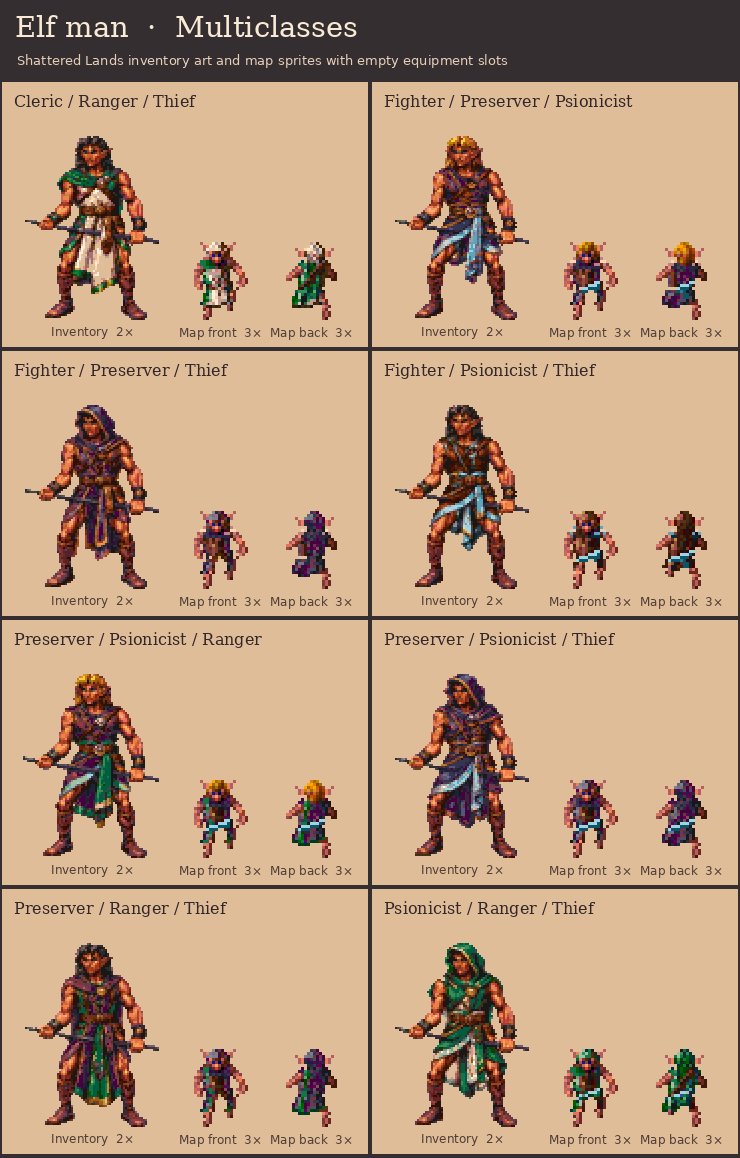 Elf man · Multiclasses
Shattered Lands inventory art and map sprites with empty equipment slots
Cleric / Ranger / Thief
Inventory 2×
Map front 3×
Map back 3×
Fighter / Preserver / Psionicist
Inventory 2×
Map front 3×
Map back 3×
Fighter / Preserver / Thief
Inventory 2×
Map front 3×
Map back 3×
Fighter / Psionicist / Thief
Inventory 2×
Map front 3×
Map back 3×
Preserver / Psionicist / Ranger
Inventory 2×
Map front 3×
Map back 3×
Preserver / Psionicist / Thief
Inventory 2×
Map front 3×
Map back 3×
Preserver / Ranger / Thief
Inventory 2×
Map front 3×
Map back 3×
Psionicist / Ranger / Thief
Inventory 2×
Map front 3×
Map back 3×